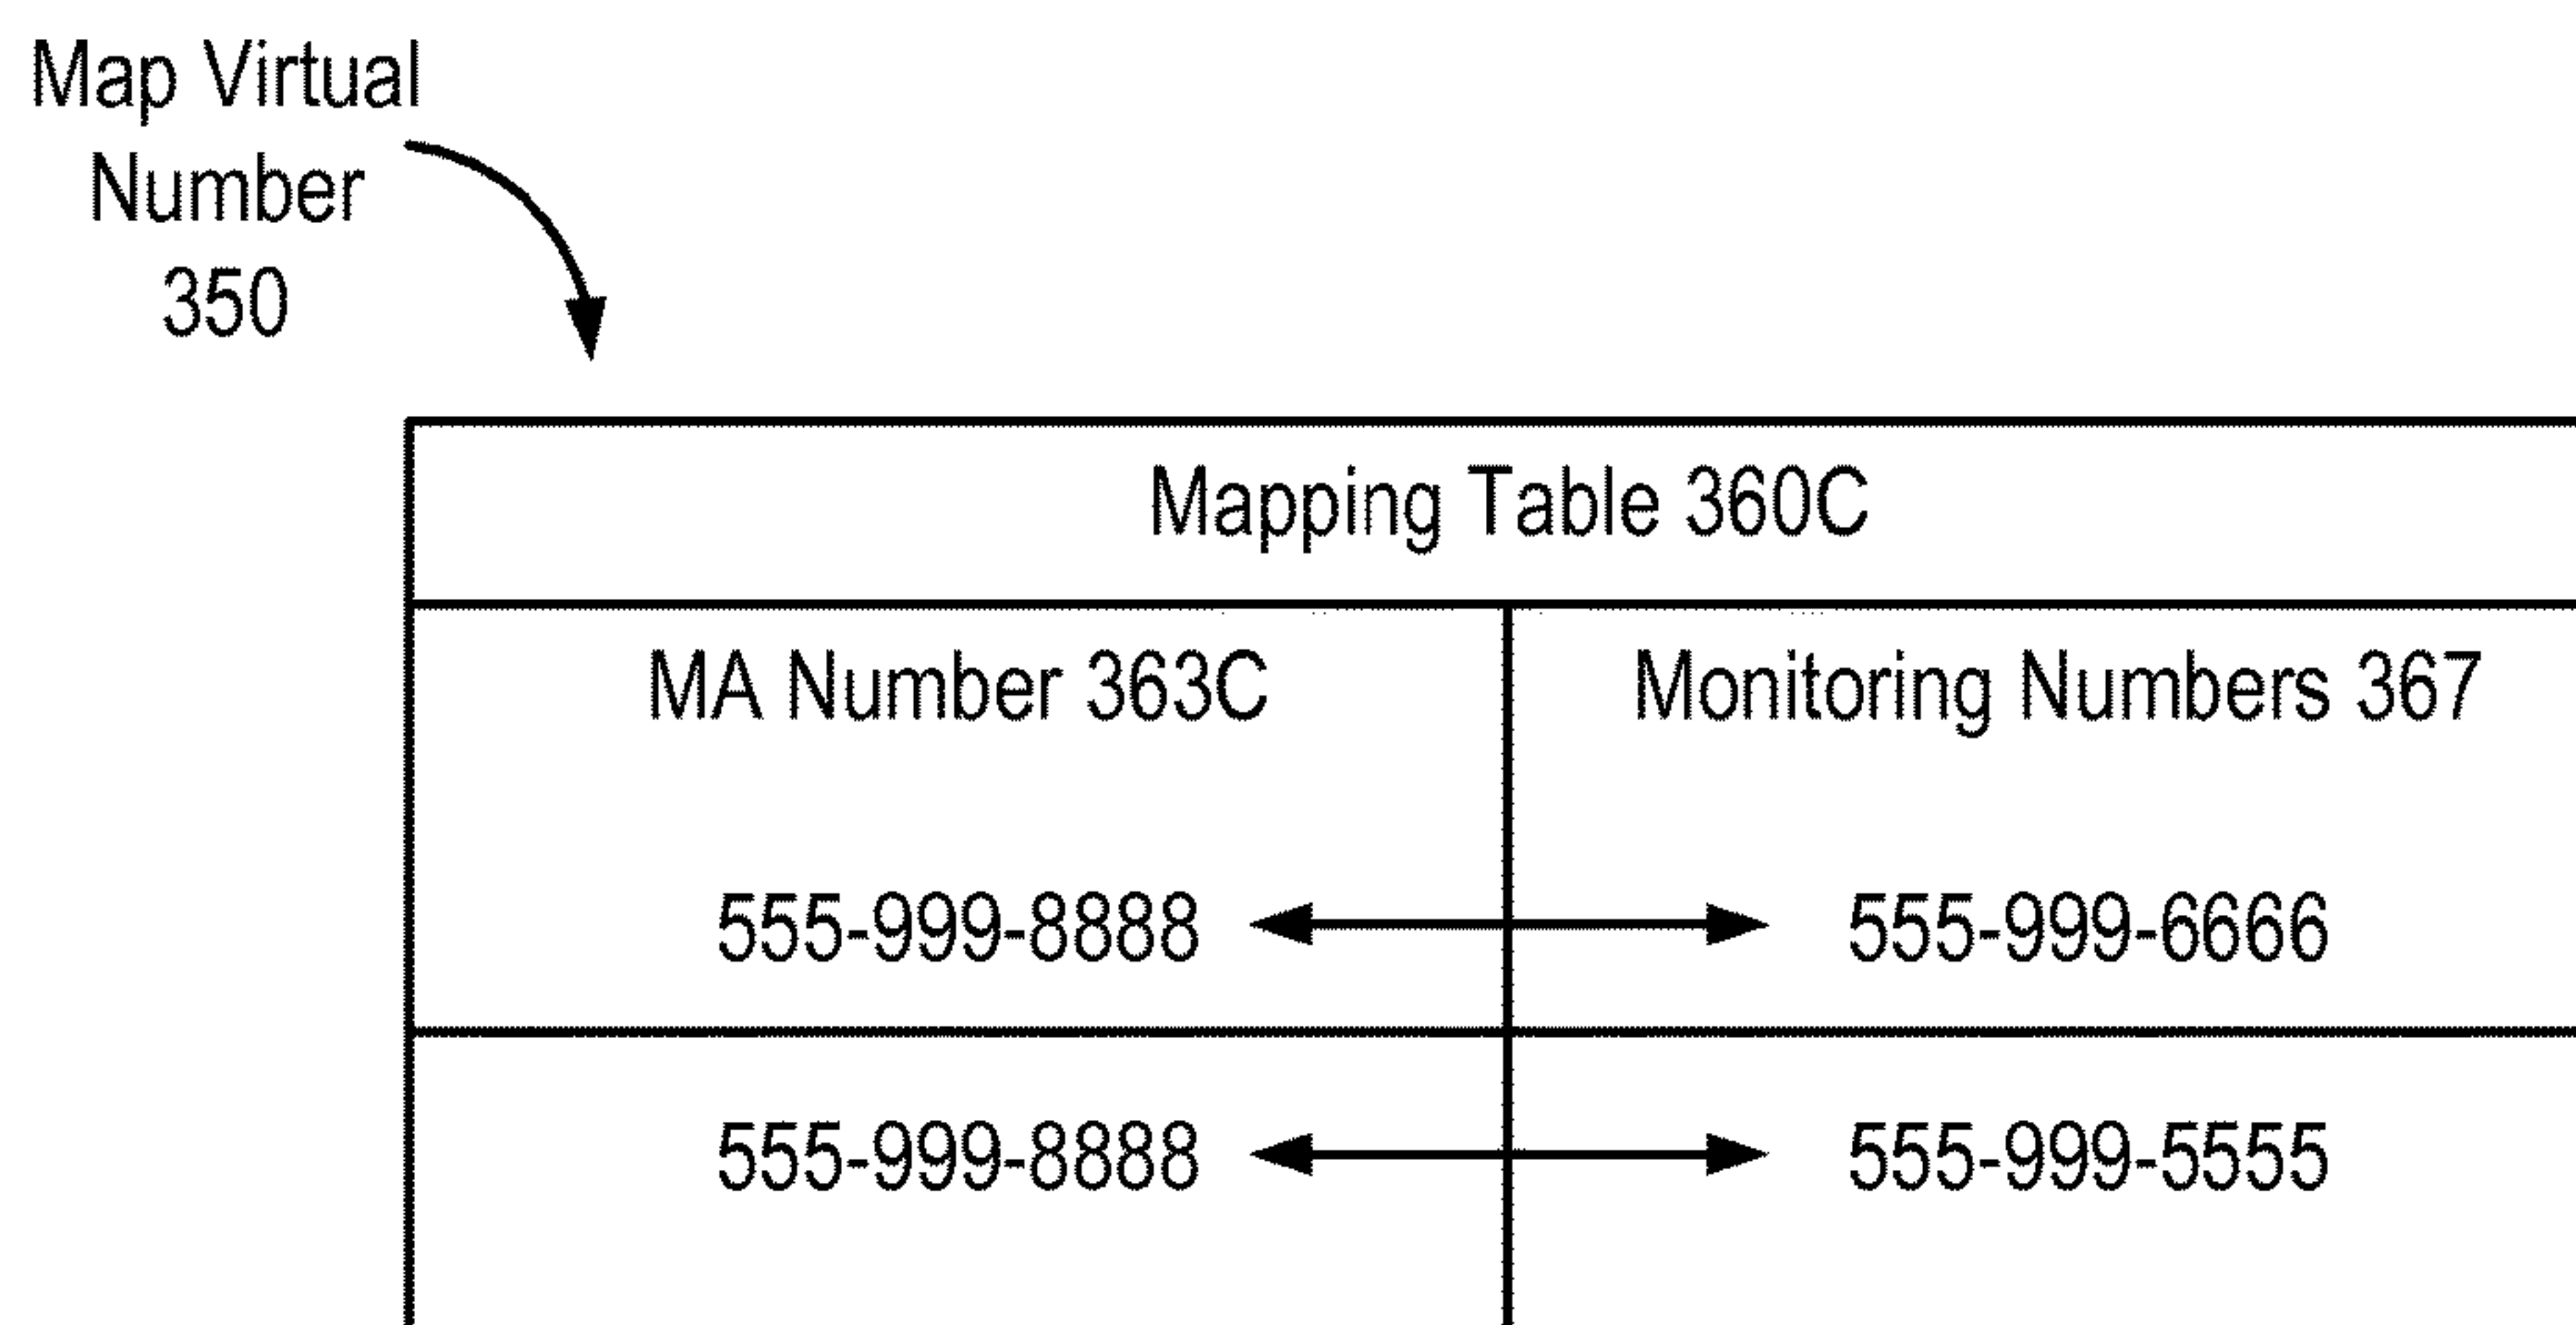 Map Virtual
Number
350
Mapping Table 360C
MA Number 363C
Monitoring Numbers 367
555-999-8888
555-999-6666
555-999-8888
555-999-5555